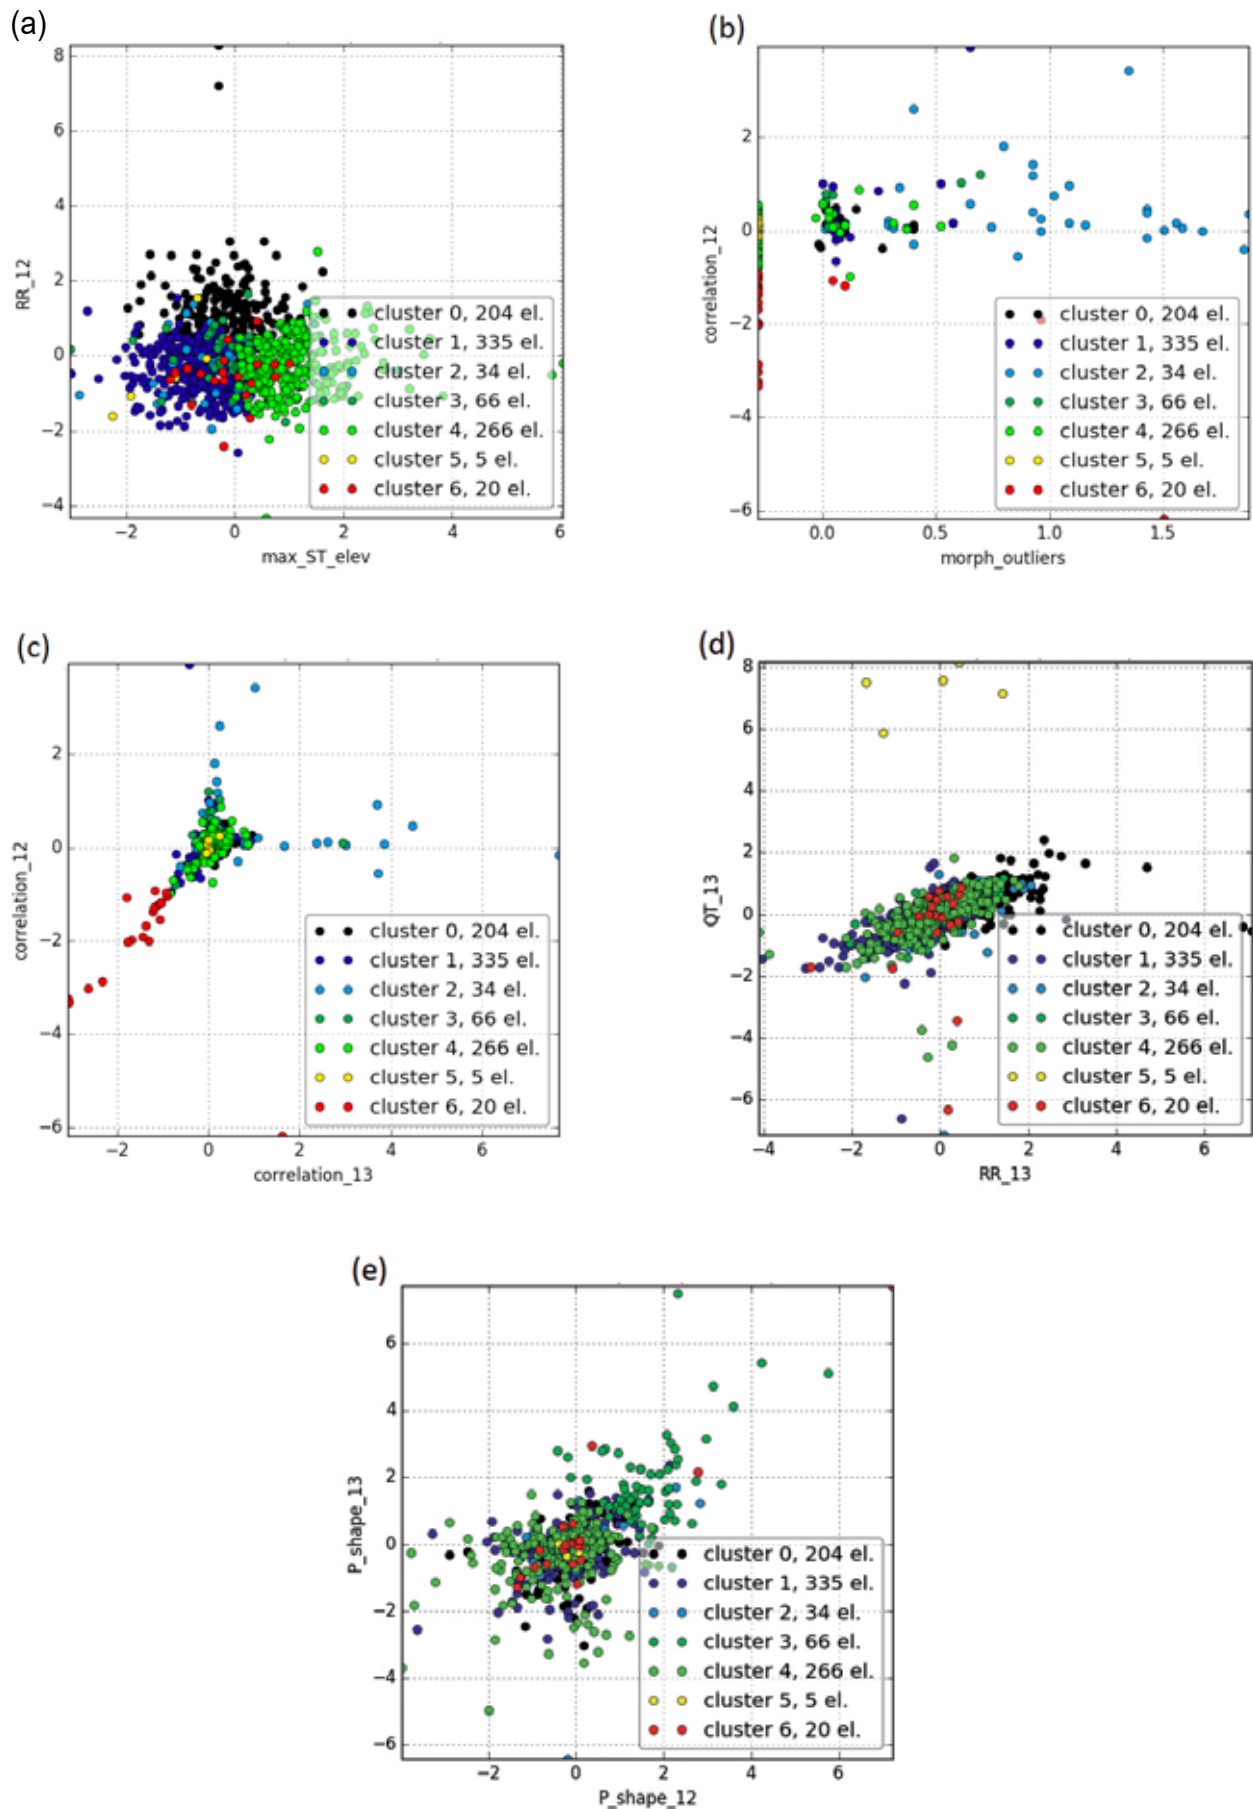 (a)
8
6
4
2
0
−2
−4
RR_12
−2 0 2 4 6
max_ST_elev
cluster 0, 204 el.
cluster 1, 335 el.
cluster 2, 34 el.
cluster 3, 66 el.
cluster 4, 266 el.
cluster 5, 5 el.
cluster 6, 20 el.
(b)
2
0
−2
−4
−6
correlation_12
0.0 0.5 1.0 1.5
morph_outliers
cluster 0, 204 el.
cluster 1, 335 el.
cluster 2, 34 el.
cluster 3, 66 el.
cluster 4, 266 el.
cluster 5, 5 el.
cluster 6, 20 el.
(c)
2
0
−2
−4
−6
correlation_12
−2 0 2 4 6
correlation_13
cluster 0, 204 el.
cluster 1, 335 el.
cluster 2, 34 el.
cluster 3, 66 el.
cluster 4, 266 el.
cluster 5, 5 el.
cluster 6, 20 el.
(d)
8
6
4
2
0
−2
−4
−6
QT_13
−4 −2 0 2 4 6
RR_13
cluster 0, 204 el.
cluster 1, 335 el.
cluster 2, 34 el.
cluster 3, 66 el.
cluster 4, 266 el.
cluster 5, 5 el.
cluster 6, 20 el.
(e)
6
4
2
0
−2
−4
−6
P_shape_13
−2 0 2 4 6
P_shape_12
cluster 0, 204 el.
cluster 1, 335 el.
cluster 2, 34 el.
cluster 3, 66 el.
cluster 4, 266 el.
cluster 5, 5 el.
cluster 6, 20 el.